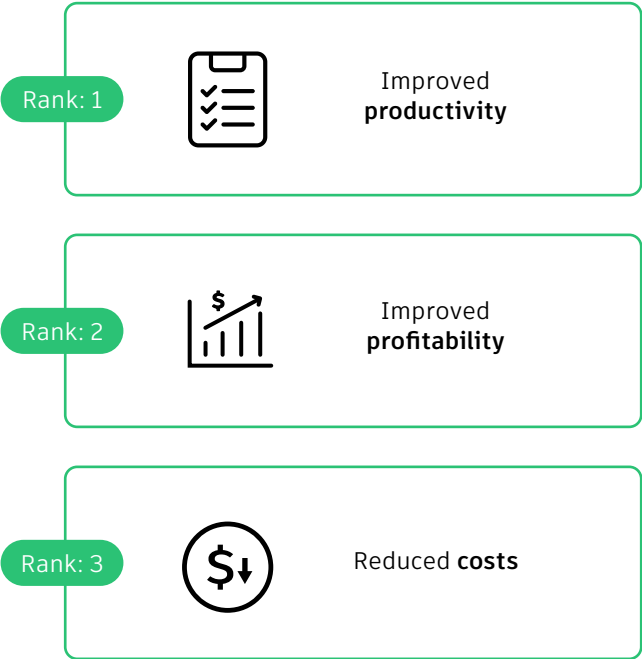 Rank: 1
Improved
productivity
$
Rank: 2
Improved
profitability
$
Rank: 3
Reduced costs